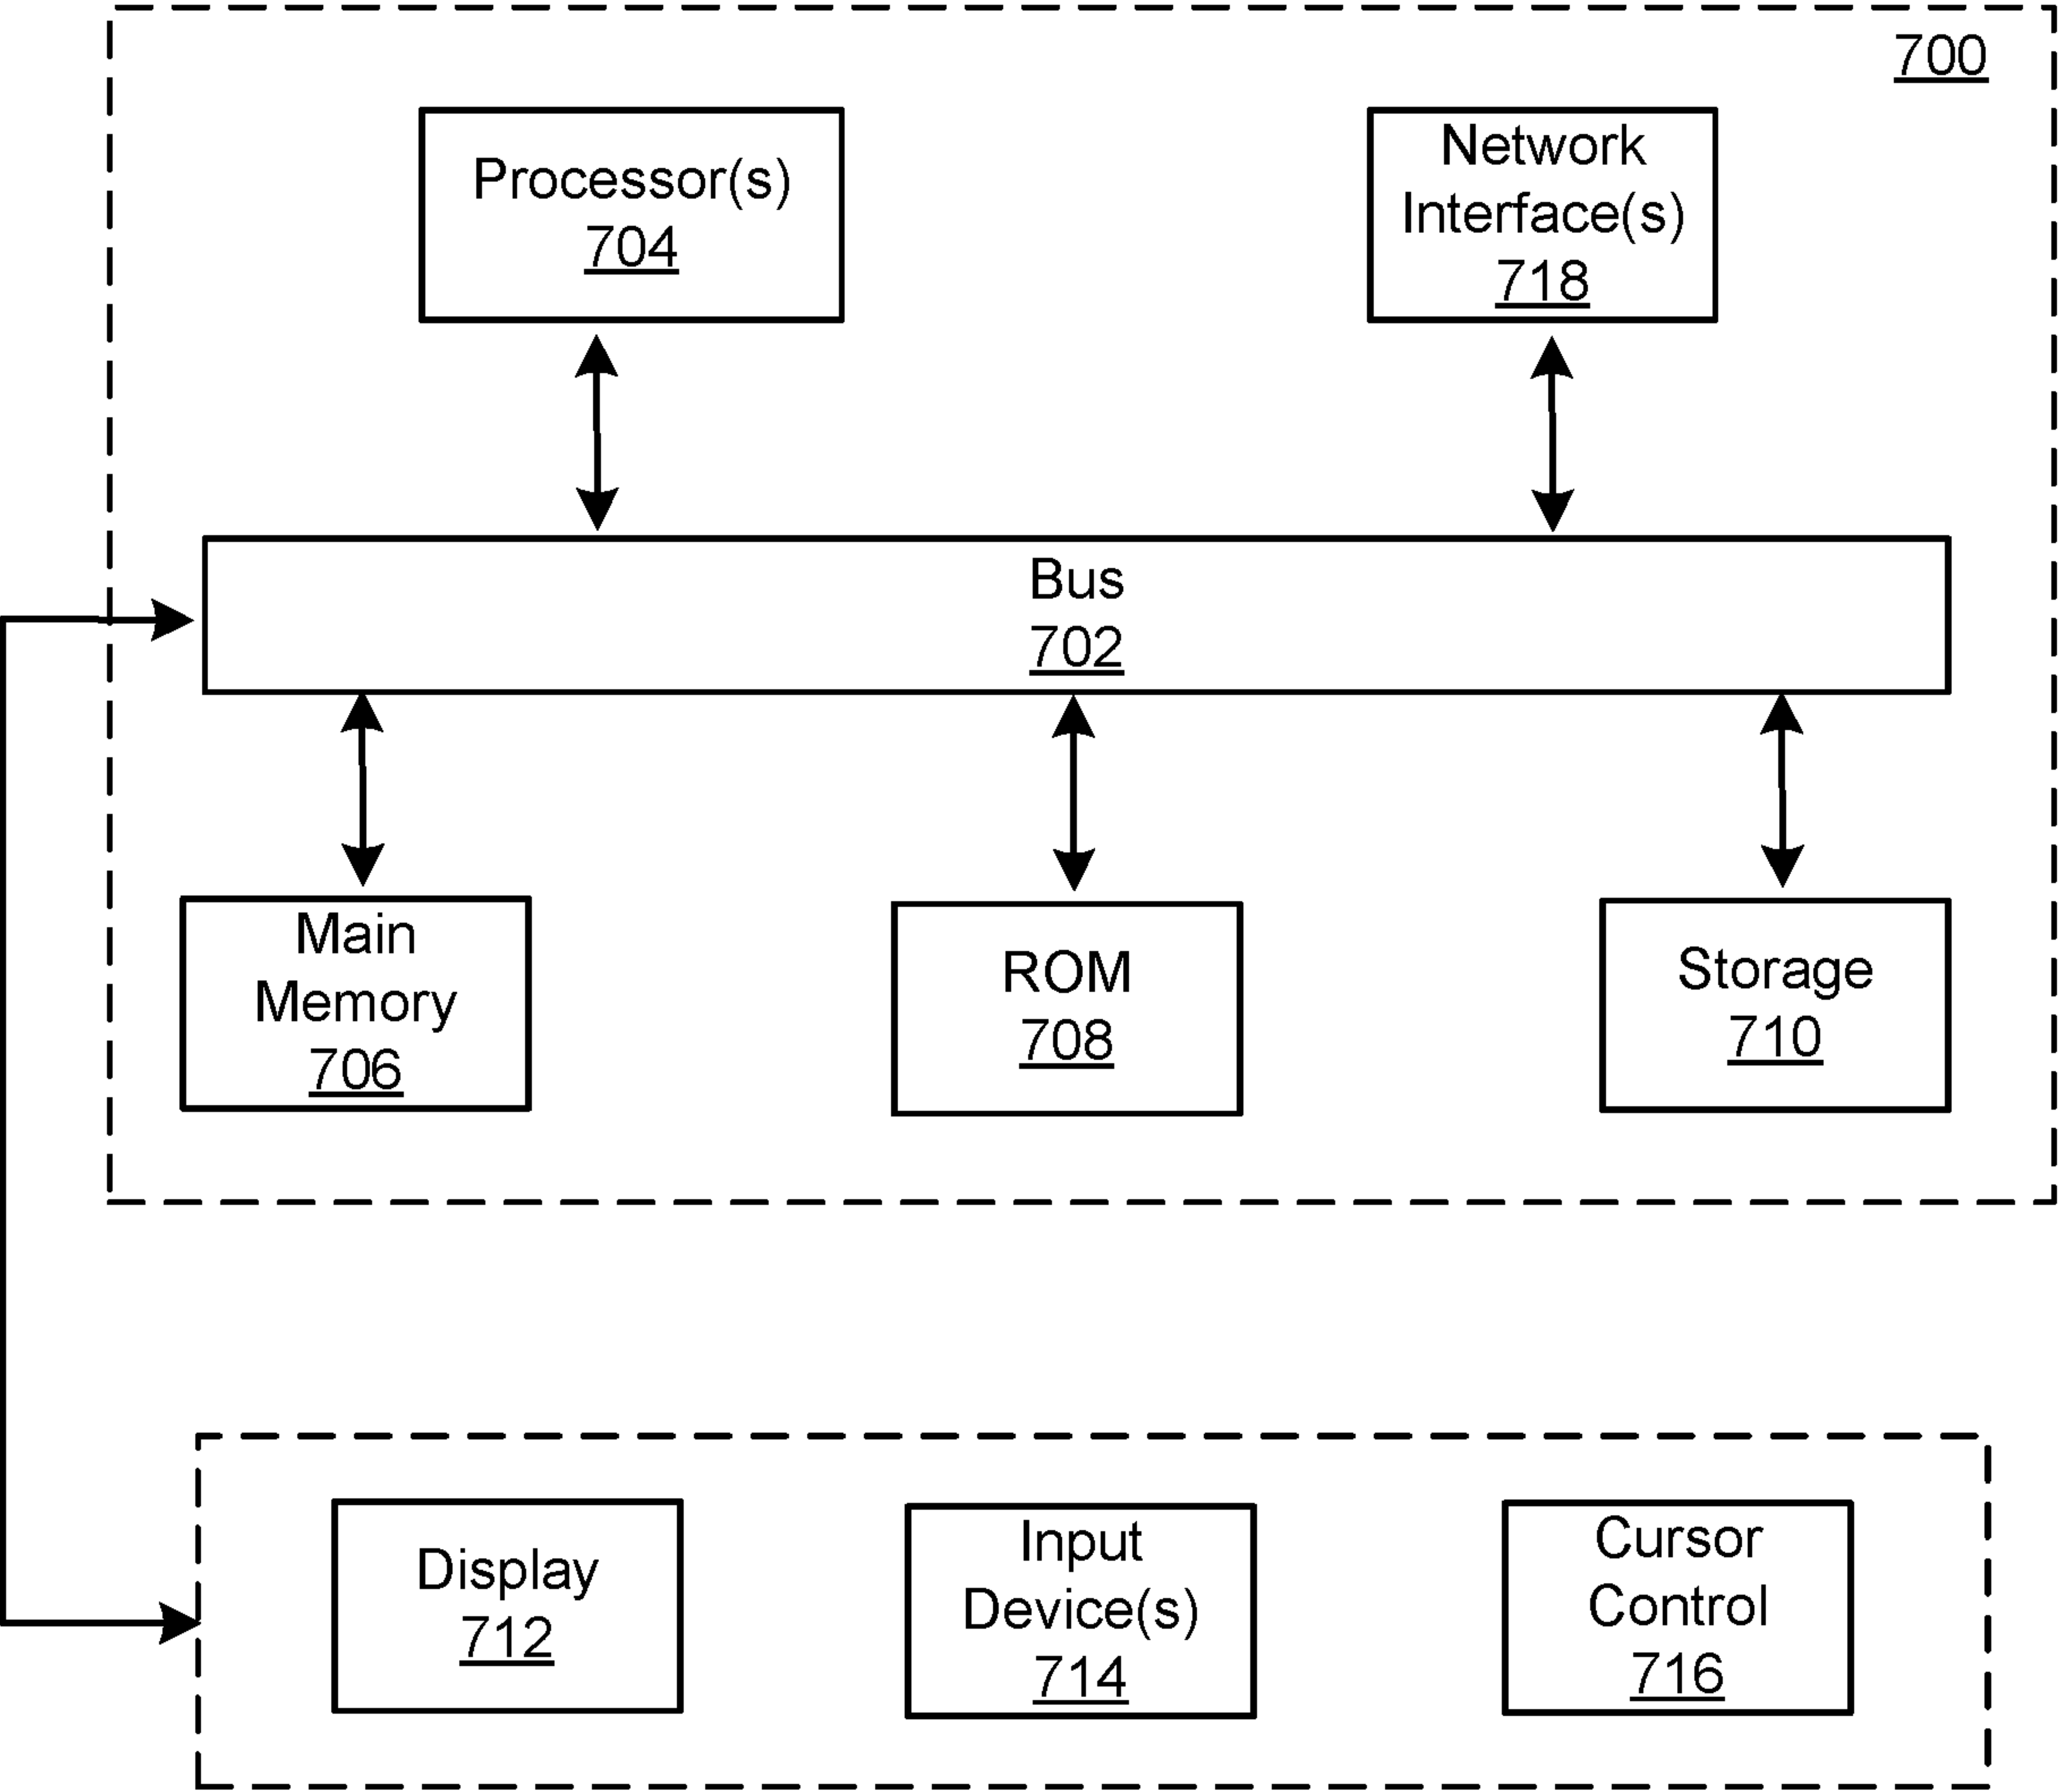 700
Processor(s)
704
Network
Interface(s)
718
Bus
702
Main
Memory
706
ROM
708
Storage
710
Display
712
Input
Device(s)
714
Cursor
Control
716